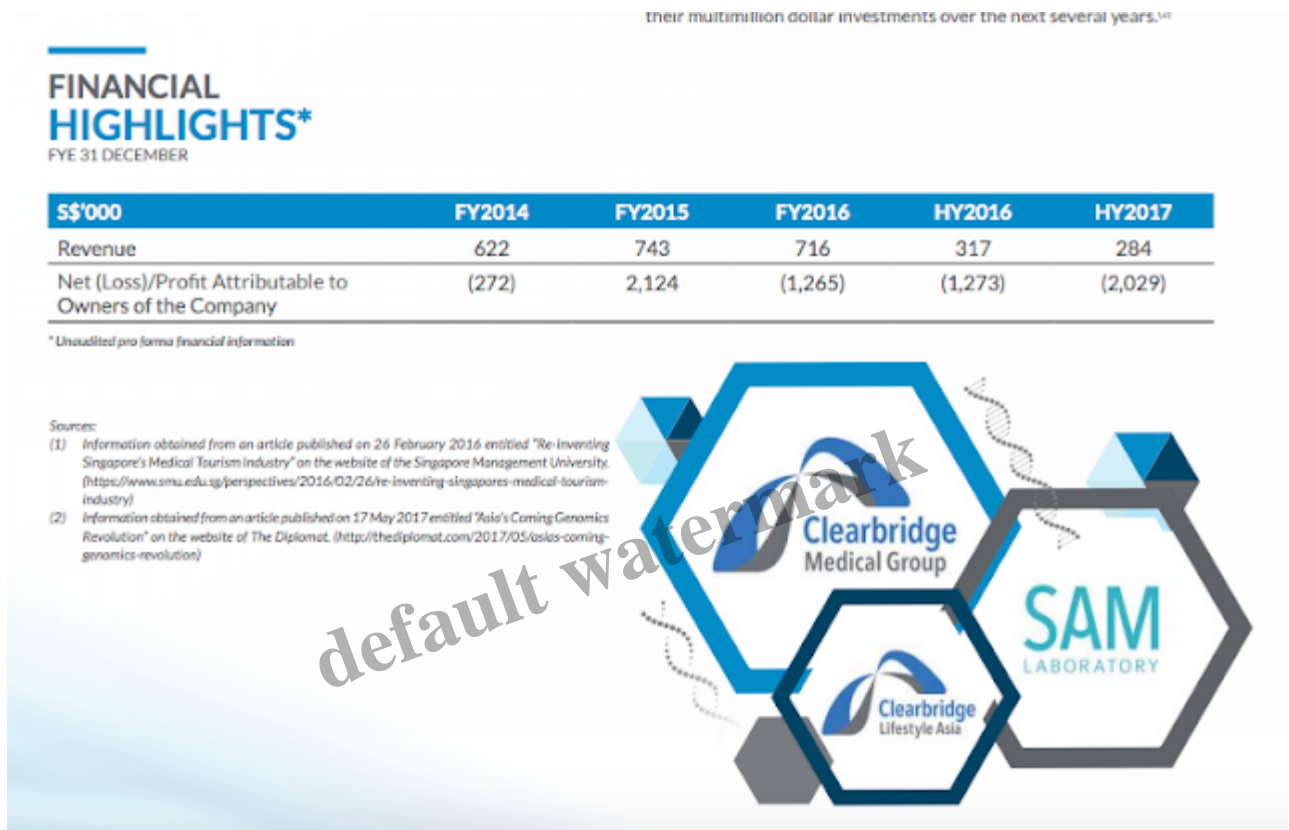 their multimillion dollar investments over the next several years.(2)
FINANCIAL
HIGHLIGHTS*
FYE 31 DECEMBER
S$'000 FY2014 FY2015 FY2016 HY2016 HY2017
Revenue 622 743 716 317 284
Net (Loss)/Profit Attributable to (272) 2,124 (1,265) (1,273) (2,029)
Owners of the Company
* Unaudited pro forma financial information
Sources:
(1) Information obtained from an article published on 26 February 2016 entitled "Re-Inventing
Singapore's Medical Tourism Industry" on the website of the Singapore Management University.
(https://www.smu.edu.sg/perspectives/2016/02/26/re-inventing-singapores-medical-tourism-
industry)
(2) Information obtained from an article published on 17 May 2017 entitled "Asia's Coming Genomics
Revolution" on the website of The Diplomat. (http://thediplomat.com/2017/05/asias-coming-
genomics-revolution)
Clearbridge
Medical Group
SAM
LABORATORY
Clearbridge
Lifestyle Asia
default watermark